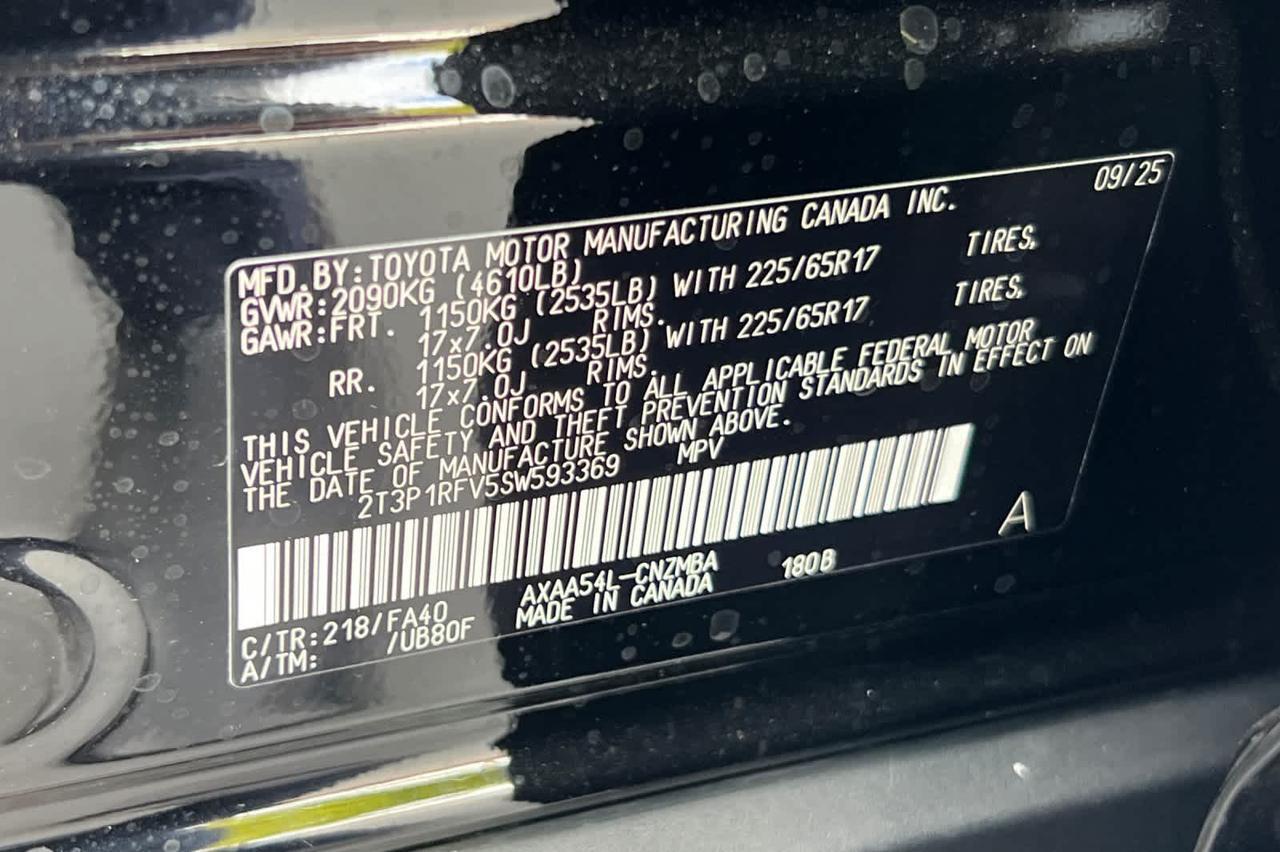 09/25
MFD.BY:TOYOTA MOTOR MANUFACTURING CANADA INC.
GVWR:2090KG (4610LB)
GAWR:FRT. 1150KG (2535LB) WITH 225/65R17 TIRES,
17x7.0J RIMS.
RR. 1150KG (2535LB) WITH 225/65R17 TIRES,
17x7.0J RIMS.
THIS VEHICLE CONFORMS TO ALL APPLICABLE FEDERAL MOTOR
VEHICLE SAFETY AND THEFT PREVENTION STANDARDS IN EFFECT ON
THE DATE OF MANUFACTURE SHOWN ABOVE.
2T3P1RFV5SW593369 MPV
A
C/TR:218/FA40 AXAA54L-CNZMBA 180B
A/TM: /UB80F MADE IN CANADA